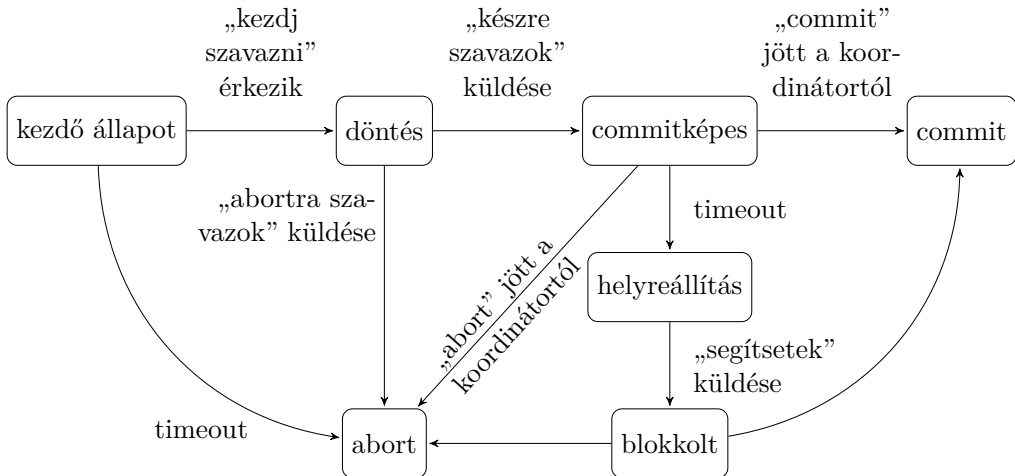 „kezdj
szavazni”
érkezik
„készre
szavazok”
küldése
„commit”
jött a koor-
dinátortól
kezdő állapot
döntés
commitképes
commit
„abortra sza-
vazok” küldése
timeout
„abort” jött a
koordinátortól
helyreállítás
„segítsetek”
küldése
timeout
abort
blokkolt